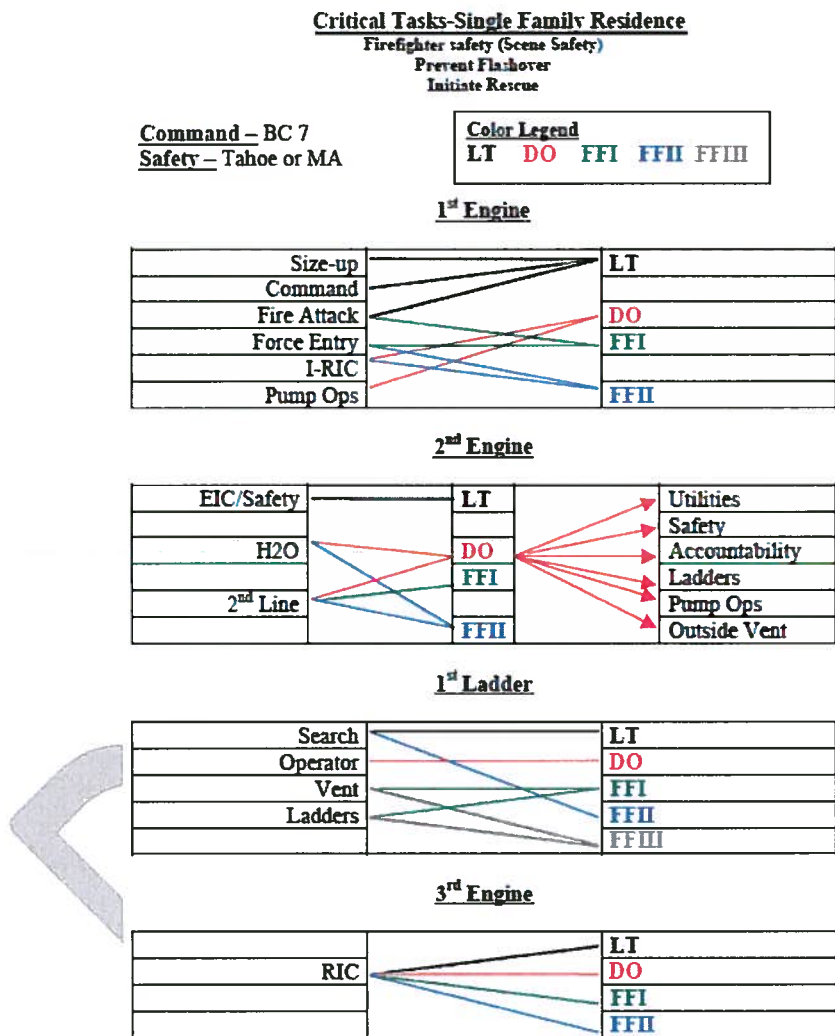 Critical Tasks-Single Family Residence
Firefighter safety (Scene Safety)
Prevent Flashover
Initiate Rescue
Command – BC 7
Safety – Tahoe or MA
Color Legend
LT DO FFI FFII FFIII
1st Engine
Size-up LT
Command
Fire Attack DO
Force Entry FFI
I-RIC
Pump Ops FFII
2nd Engine
EIC/Safety LT Utilities
Safety
H2O DO Accountability
FFI Ladders
2nd Line Pump Ops
FFII Outside Vent
1st Ladder
Search LT
Operator DO
Vent FFI
Ladders FFII
FFIII
3rd Engine
LT
RIC DO
FFI
FFII